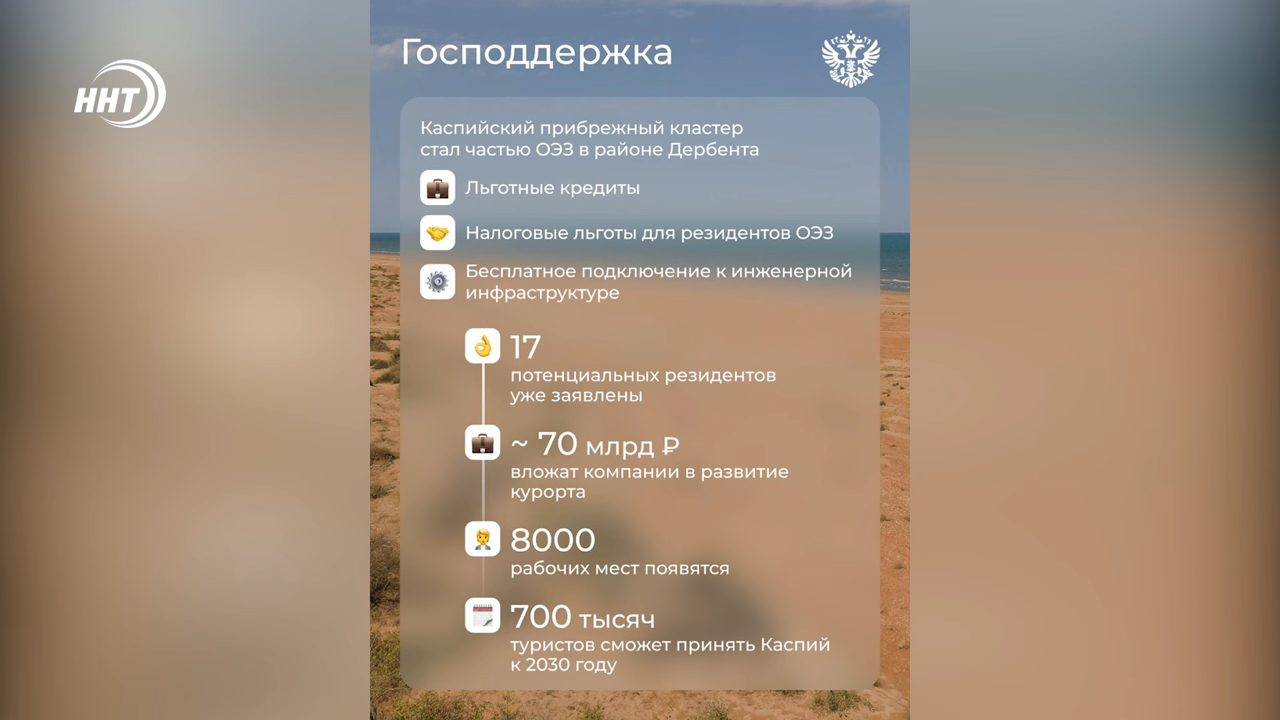 ННТ
Господдержка
Каспийский прибрежный кластер
стал частью ОЭЗ в районе Дербента
Льготные кредиты
Налоговые льготы для резидентов ОЭЗ
Бесплатное подключение к инженерной
инфраструктуре
17
потенциальных резидентов
уже заявлены
~ 70 млрд ₽
вложат компании в развитие
курорта
8000
рабочих мест появятся
700 тысяч
туристов сможет принять Каспий
к 2030 году